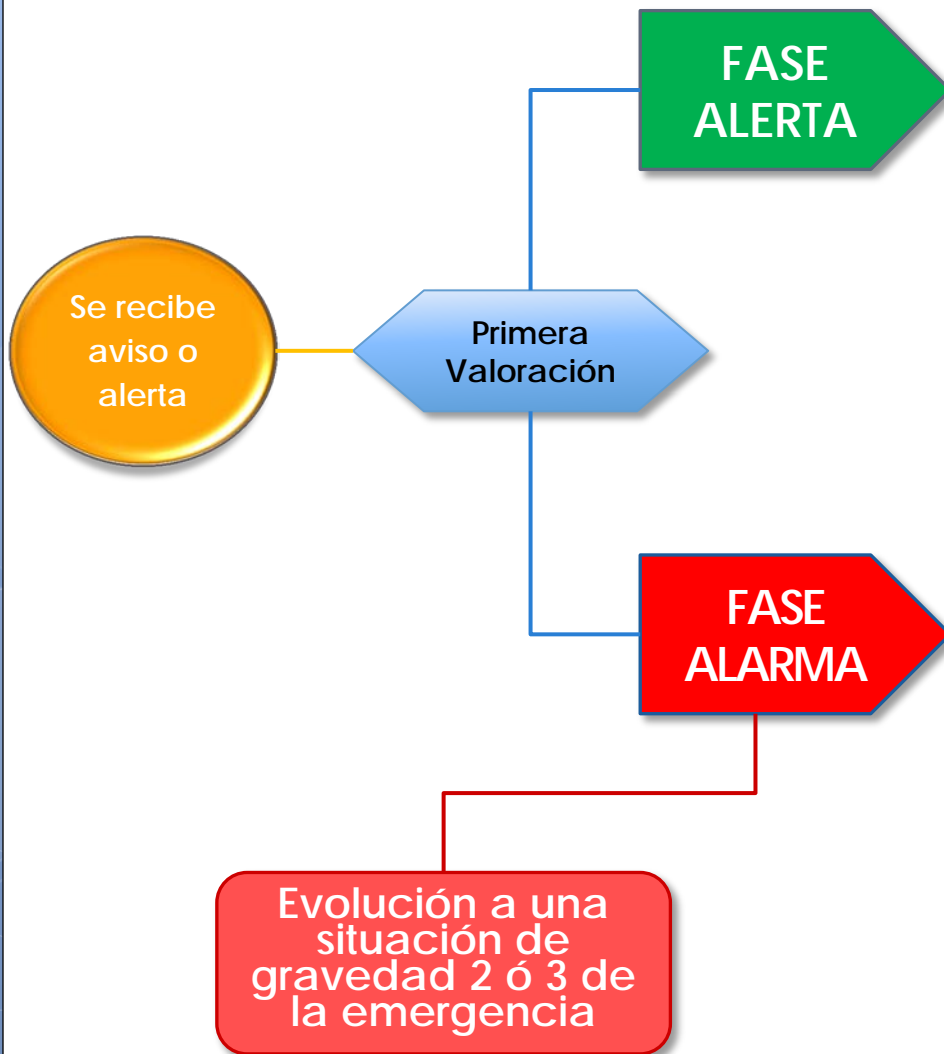 FASE
ALERTA
Se recibe
aviso o
alerta
Primera
Valoración
FASE
ALARMA
Evolución a una
situación de
gravedad 2 ó 3 de
la emergencia